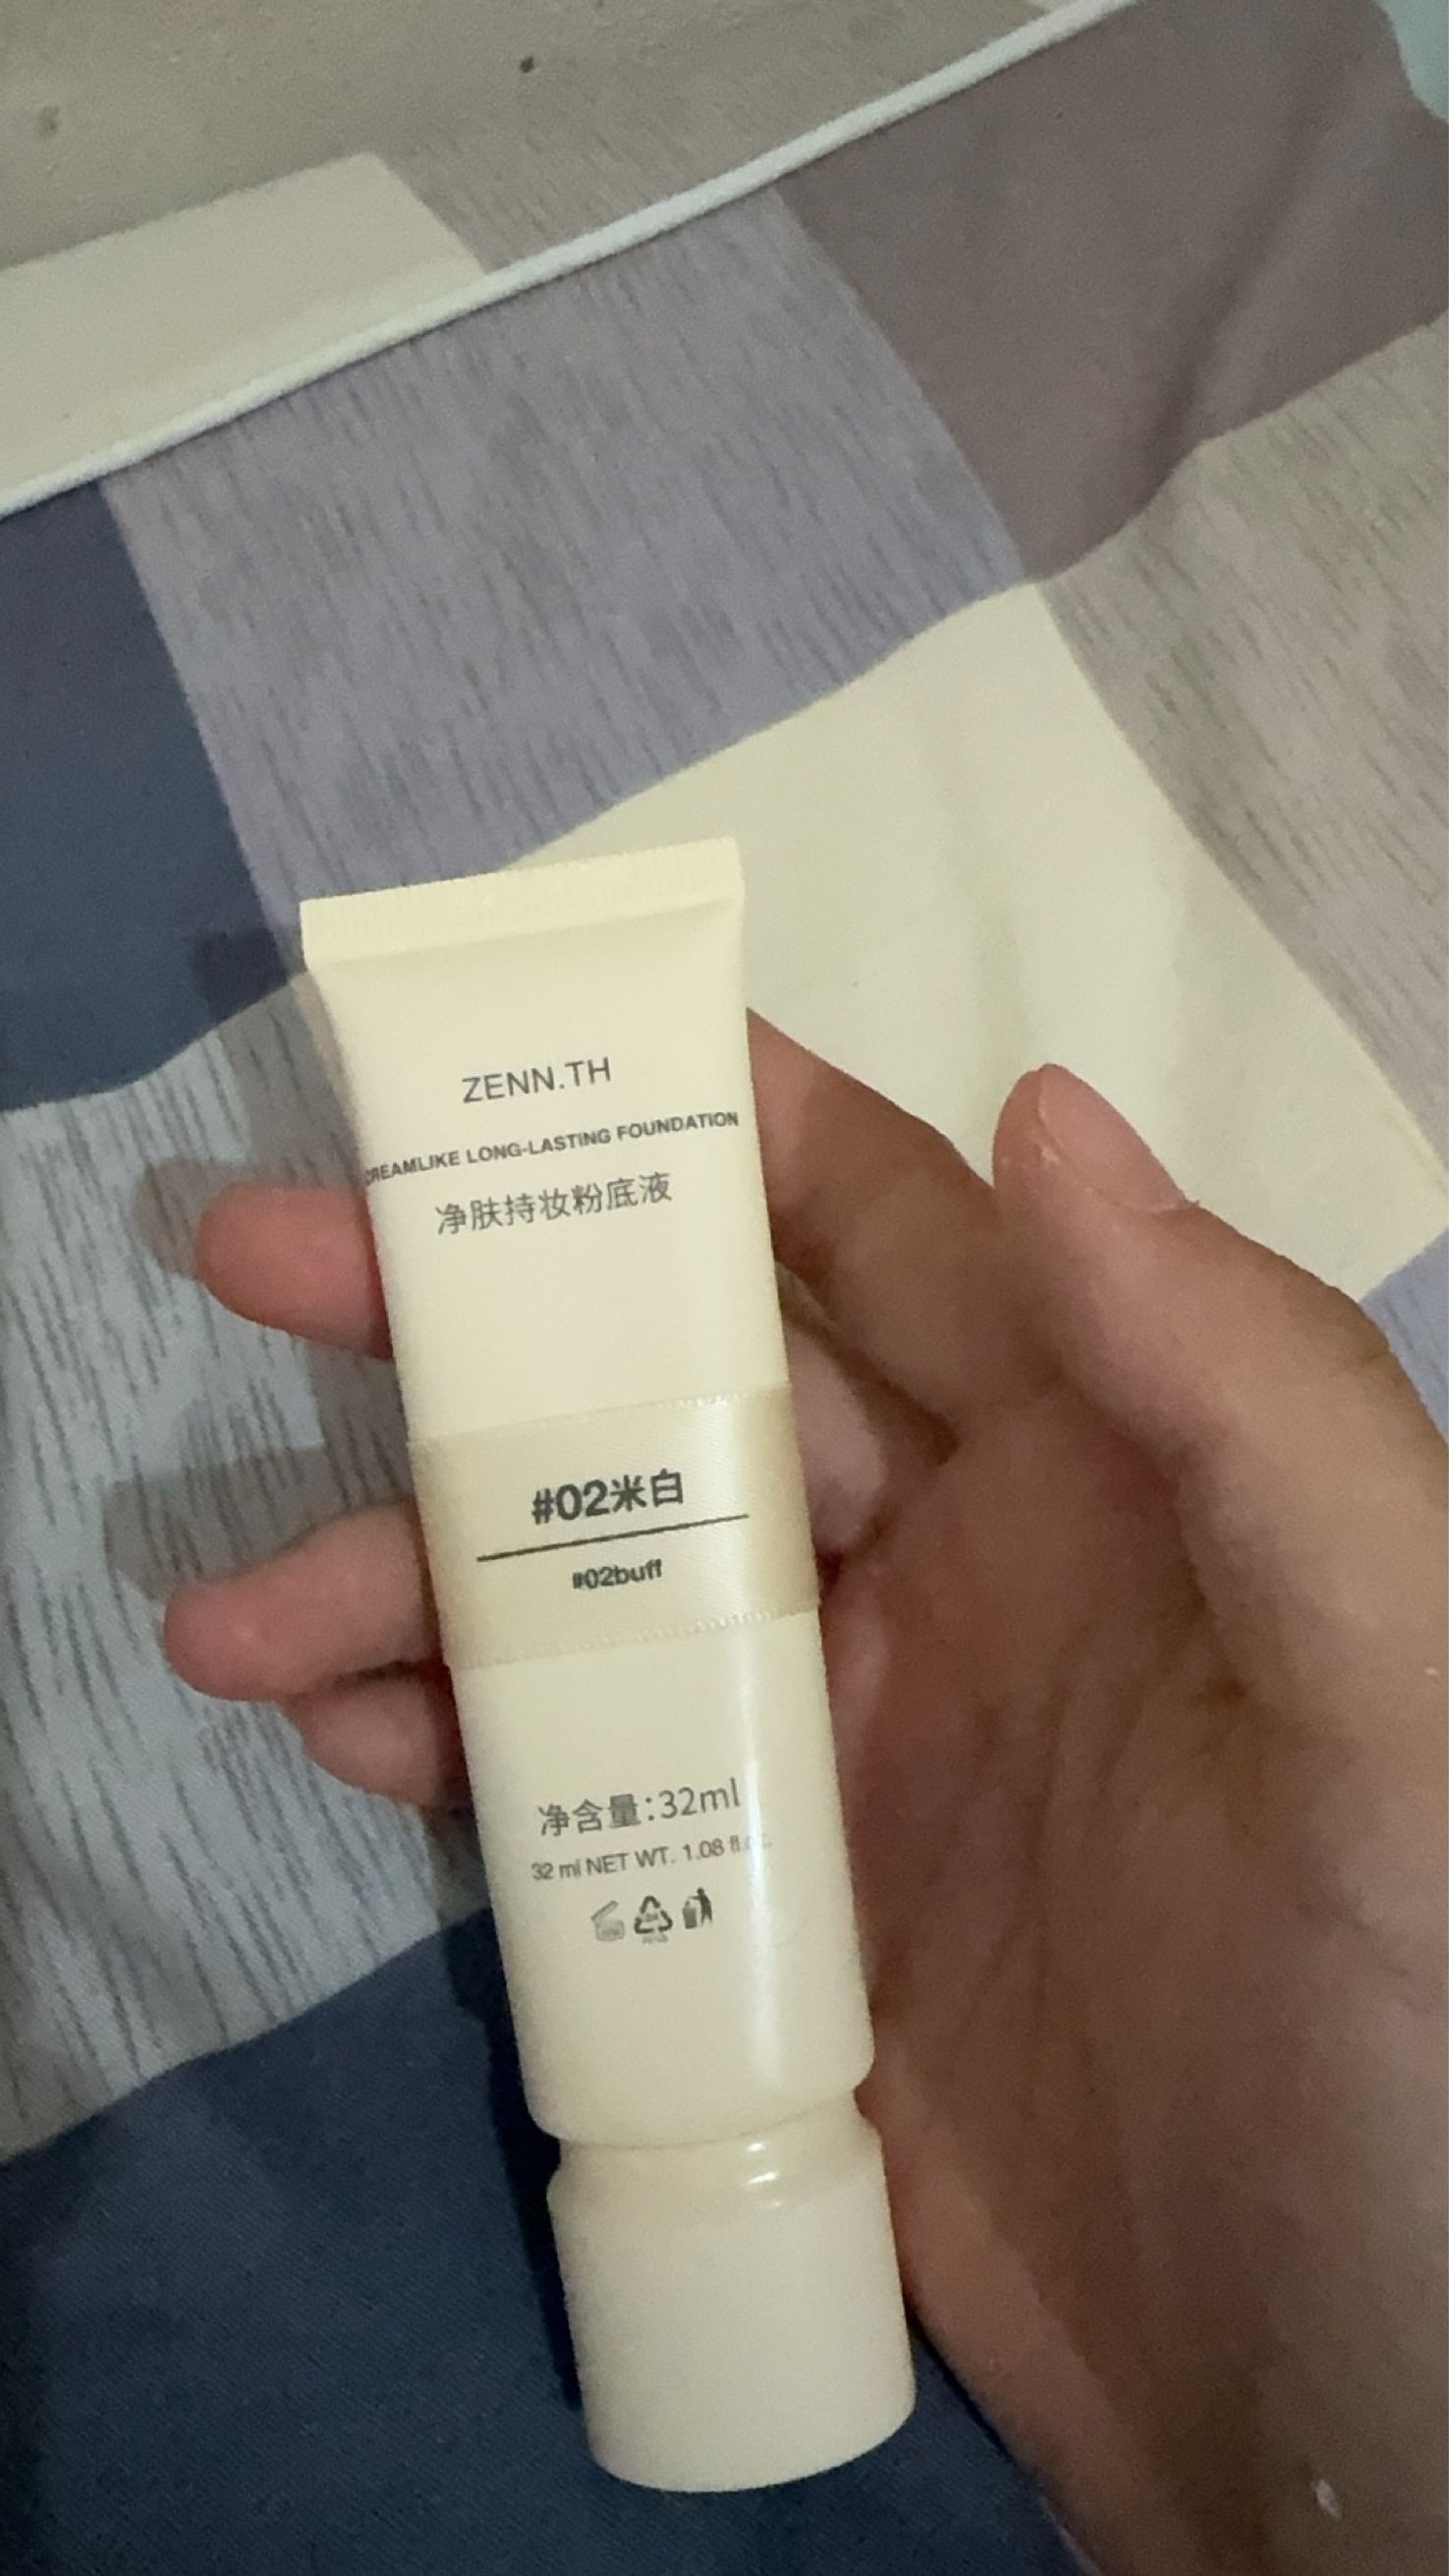 ZENN.TH
LONG-LASTING FOUNDATION
净肤持妆粉底液
#02米白
#02buff
净含量:32ml
32 ml NET WT. 1.08